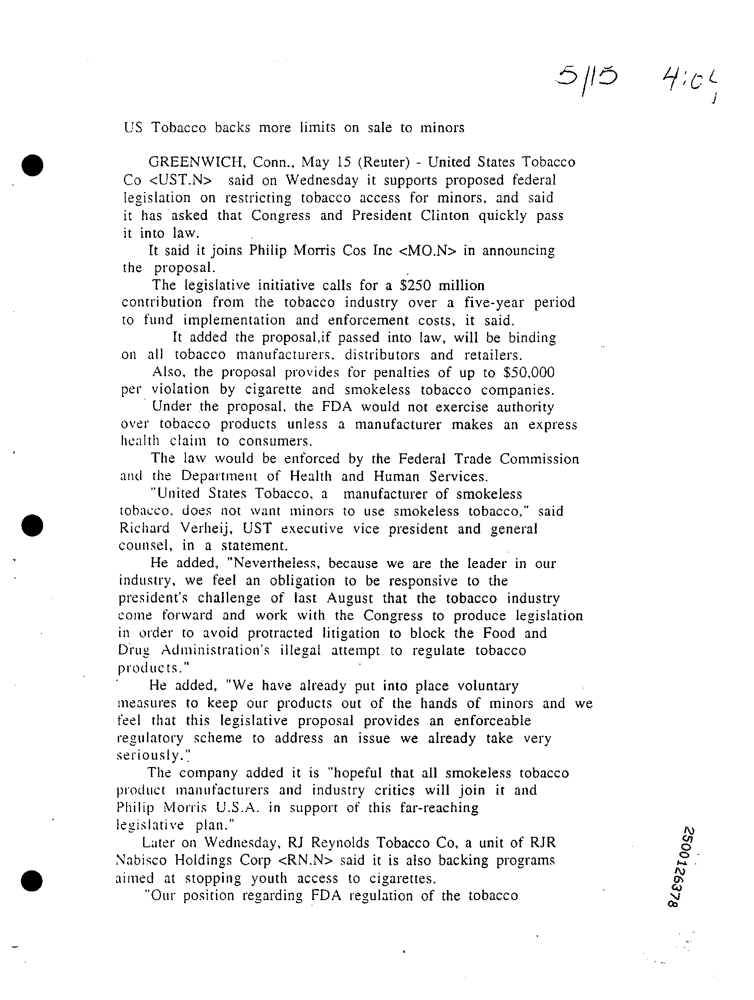 5/15 4:0
US Tobacco backs more limits on sale to minors
GREENWICH, Conn., May 15 (Reuter) - United States Tobacco
Co <UST.N> said on Wednesday it supports proposed federal
legislation on restricting tobacco access for minors, and said
it has asked that Congress and President Clinton quickly pass
it into law.
It said it joins Philip Morris Cos Inc <MO.N> in announcing
the proposal.
The legislative initiative calls for a $250 million
contribution from the tobacco industry over a five-year period
to fund implementation and enforcement costs, it said.
It added the proposal,if passed into law, will be binding
on all tobacco manufacturers, distributors and retailers.
Also, the proposal provides for penalties of up to $50,000
per violation by cigarette and smokeless tobacco companies.
Under the proposal, the FDA would not exercise authority
over tobacco products unless a manufacturer makes an express
health claim to consumers.
The law would be enforced by the Federal Trade Commission
and the Department of Health and Human Services.
"United States Tobacco, a manufacturer of smokeless
tobacco, does not want minors to use smokeless tobacco," said
Richard Verheij, UST executive vice president and general
counsel, in a statement.
He added, "Nevertheless, because we are the leader in our
industry, we feel an obligation to be responsive to the
president's challenge of last August that the tobacco industry
come forward and work with the Congress to produce legislation
in order to avoid protracted litigation to block the Food and
Drug Administration's illegal attempt to regulate tobacco
products."
He added, "We have already put into place voluntary
measures to keep our products out of the hands of minors and we
feel that this legislative proposal provides an enforceable
regulatory scheme to address an issue we already take very
seriously."
The company added it is "hopeful that all smokeless tobacco
product manufacturers and industry critics will join it and
Philip Morris U.S.A. in support of this far-reaching
legislative plan."
Later on Wednesday, RJ Reynolds Tobacco Co, a unit of RJR
Nabisco Holdings Corp <RN.N> said it is also backing programs
aimed at stopping youth access to cigarettes.
"Our position regarding FDA regulation of the tobacco
2500126378